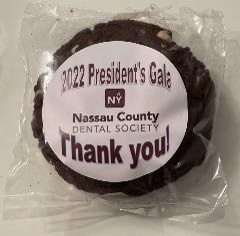 2022 President's Gala
NY
Nassau County
DENTAL SOCIETY
Thank you!